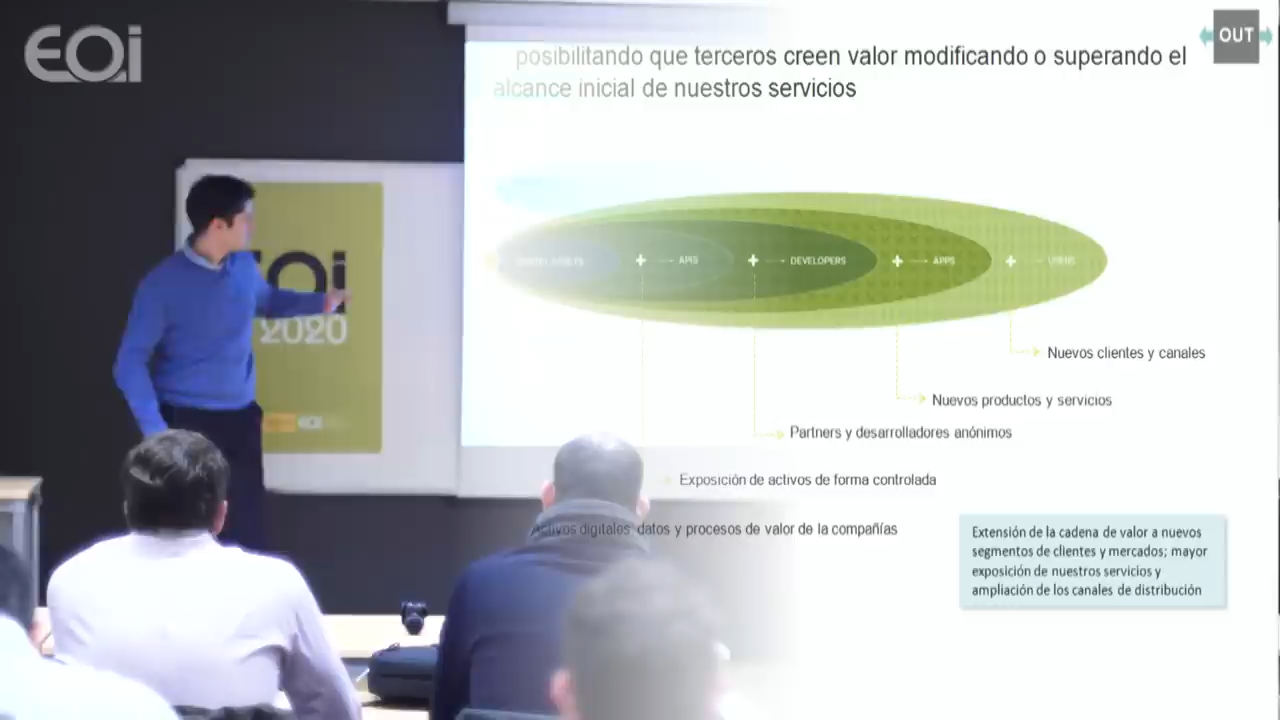 EOi
OUT
posibilitando que terceros creen valor modificando o superando el
alcance inicial de nuestros servicios
APIS
DEVELOPERS
APPS
USERS
EOi
2020
EOi
Nuevos clientes y canales
Nuevos productos y servicios
Partners y desarrolladores anónimos
Exposición de activos de forma controlada
Activos digitales, datos y procesos de valor de la compañías
Extensión de la cadena de valor a nuevos
segmentos de clientes y mercados; mayor
exposición de nuestros servicios y
ampliación de los canales de distribución